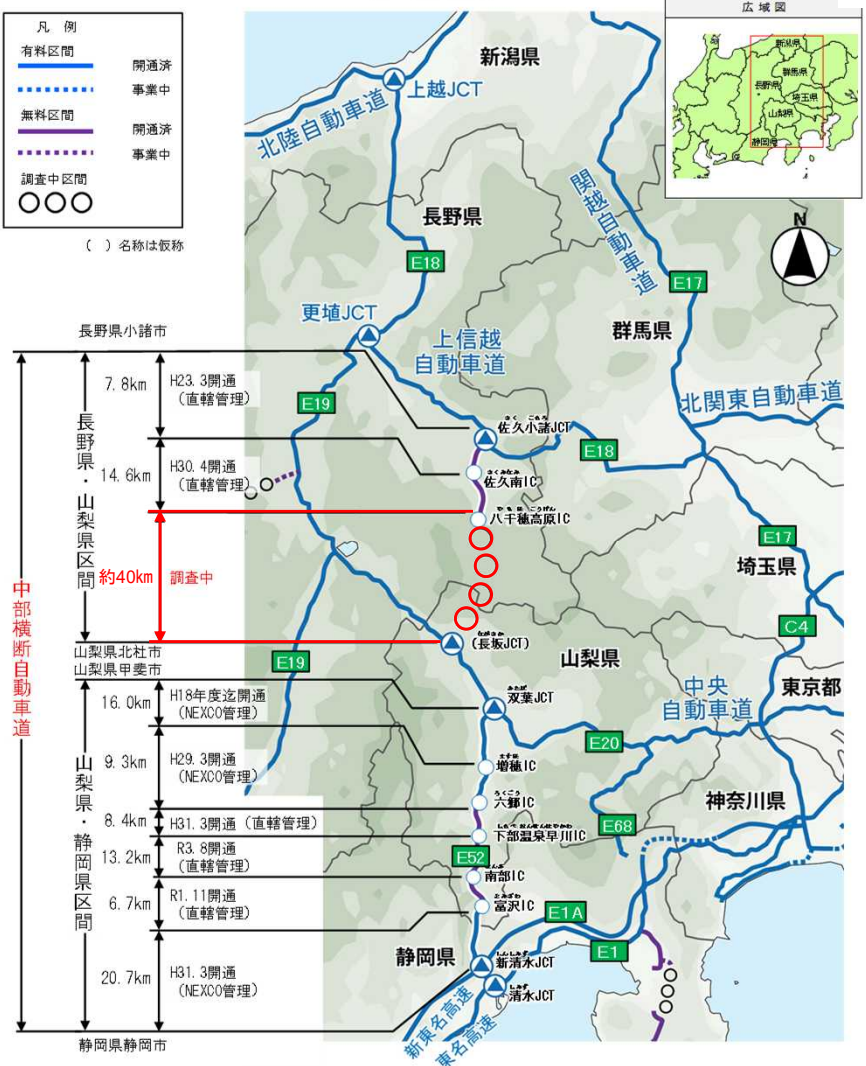 凡 例
有料区間
開通済
事業中
無料区間
開通済
事業中
調査中区間
( ) 名称は仮称
広域図
新潟県
群馬県
長野県
埼玉県
山梨県
静岡県
N
新潟県
上越JCT
北陸自動車道
関越自動車道
長野県
E18
E17
更埴JCT
上信越
自動車道
群馬県
北関東自動車道
E19
佐久小諸JCT
E18
佐久南IC
八千穂高原IC
E17
埼玉県
C4
(長坂JCT)
山梨県
E19
双葉JCT
中央
自動車道
東京都
E20
増穂IC
ろくごう
六郷IC
神奈川県
E68
下部温泉早川IC
E52
南部IC
富沢IC
E1A
E1
静岡県
新清水JCT
清水JCT
新東名高速
東名高速
中部横断自動車道
長野県小諸市
長野県・山梨県区間
7.8km
H23.3開通
(直轄管理)
14.6km
H30.4開通
(直轄管理)
約40km
調査中
山梨県北杜市
山梨県甲斐市
山梨県・静岡県区間
16.0km
H18年度迄開通
(NEXCO管理)
9.3km
H29.3開通
(NEXCO管理)
8.4km
H31.3開通(直轄管理)
13.2km
R3.8開通
(直轄管理)
6.7km
R1.11開通
(直轄管理)
20.7km
H31.3開通
(NEXCO管理)
静岡県静岡市